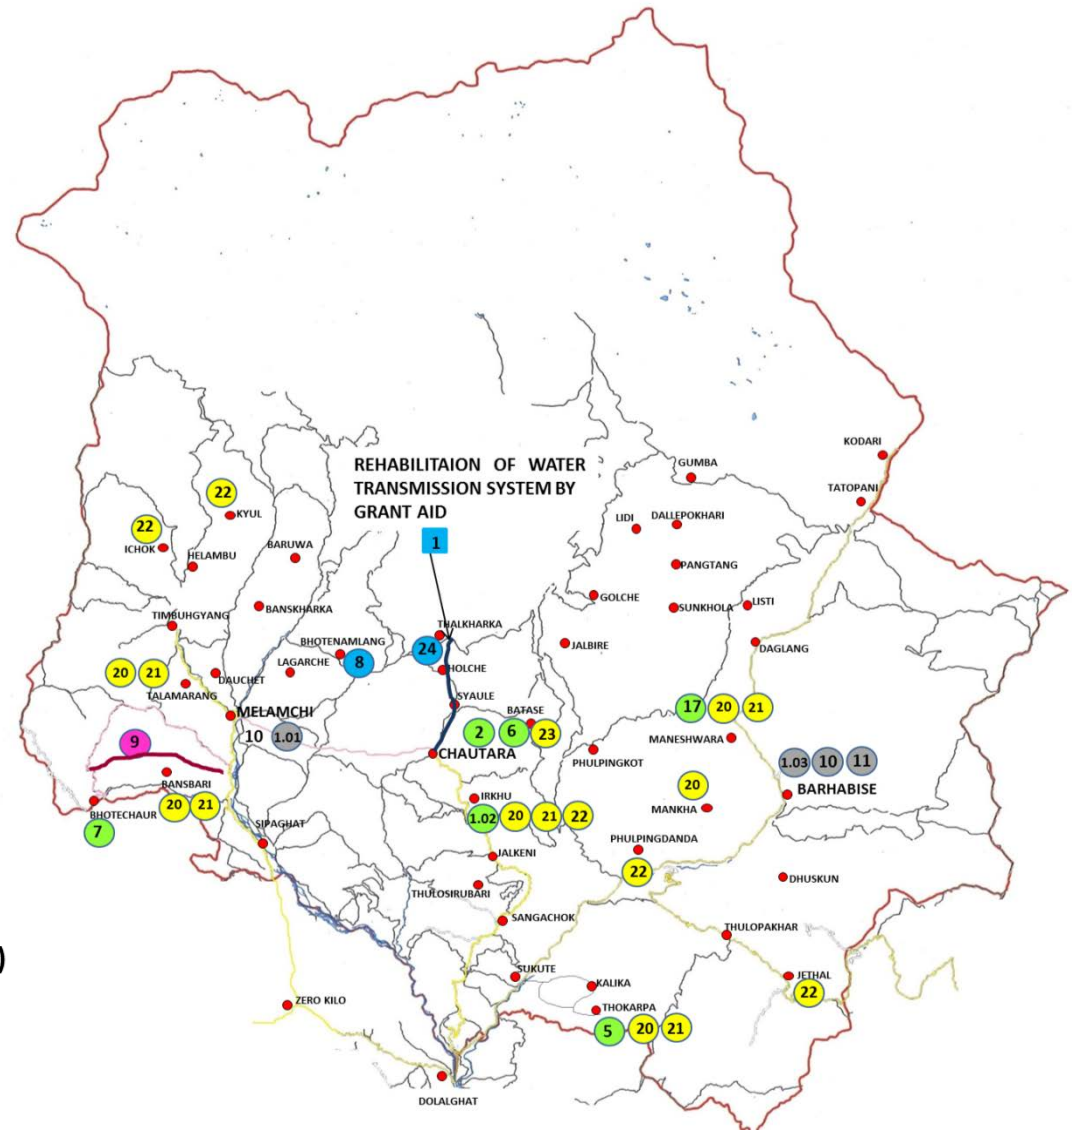 KODARI
REHABILITAION OF WATER
TRANSMISSION SYSTEM BY
GRANT AID
GUMBA
TATOPANI
22
KYUL
LIDI
DALLEPOKHARI
22
ICHOK
1
HELAMBU
BARUWA
PANGTANG
GOLCHE
BANSKHARKA
SUNKHOLA
LISTI
TIMBUHGYANG
THALKHARKA
BHOTENAMLANG
24
JALBIRE
DAGLANG
8
LAGARCHE
HOLCHE
20 21
DAUCHET
TALAMARANG
SYAULE
17 20 21
MELAMCHI
BATASE
10 1.01
2 6 23
MANESHWARA
9
CHAUTARA
PHULPINGKOT
1.03 10 11
BANSBARI
20
BARHABISE
IRKHU
MANKHA
BHOTECHAUR
20 21
7
1.02 20 21 22
SIPAGHAT
PHULPINGDANDA
JALKENI
22
DHUSKUN
THULOSIRUBARI
SANGACHOK
THULOPAKHAR
)
SUKUTE
JETHAL
KALIKA
22
ZERO KILO
THOKARPA
5 20 21
DOLALGHAT